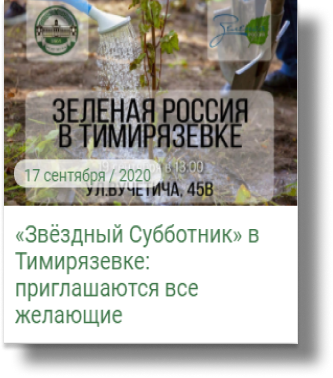 ЗЕЛЕНАЯ РОССИЯ
В ТИМИРЯЗЕВКЕ
в 13:00
17 сентября / 2020
УЛ.ВУЧЕТИЧА, 45В
«Звёздный Субботник» в
Тимирязевке:
приглашаются все
желающие